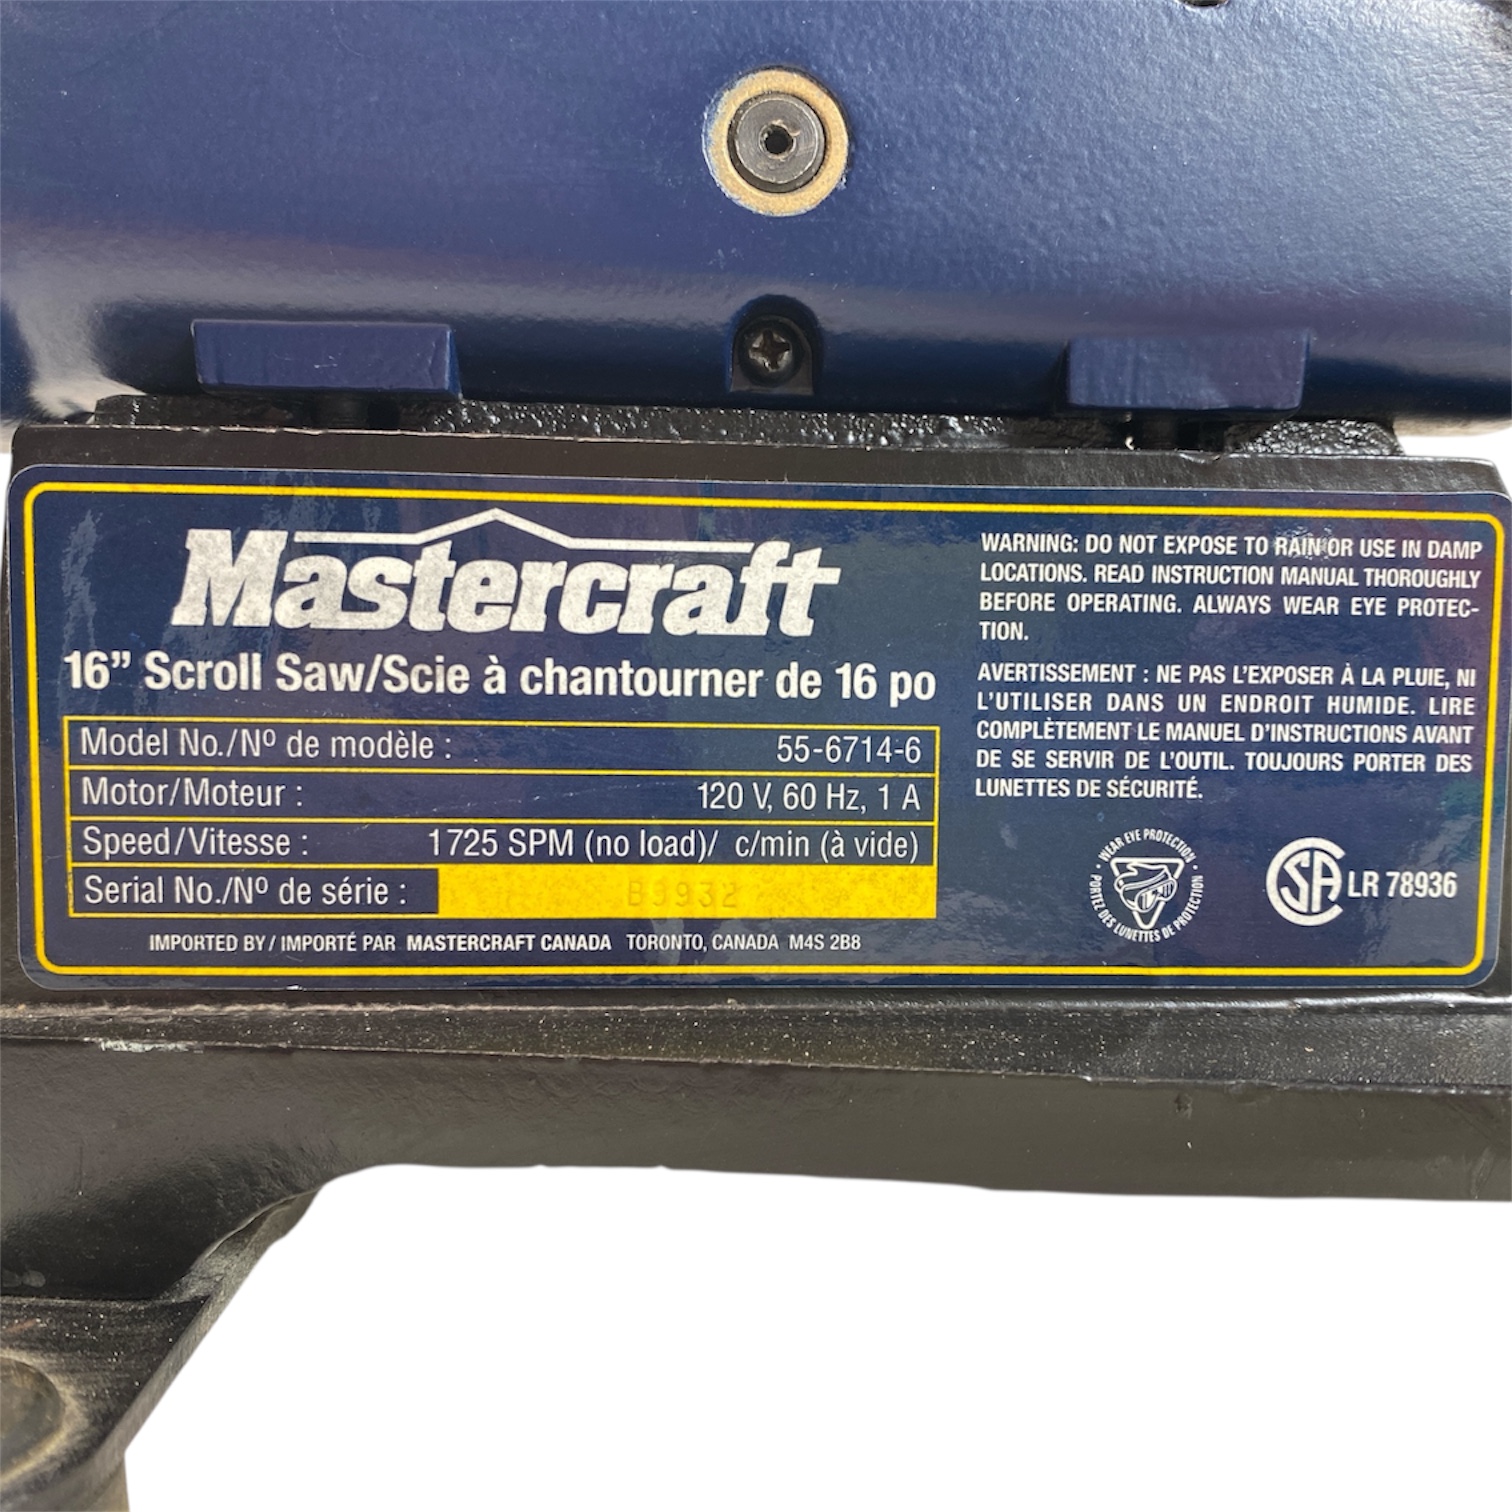 Mastercraft
16” Scroll Saw/Scie à chantourner de 16 po
Model No./Nº de modèle : 55-6714-6
Motor/Moteur : 120 V, 60 Hz, 1 A
Speed/Vitesse : 1725 SPM (no load)/ c/min (à vide)
Serial No./Nº de série :
IMPORTED BY / IMPORTÉ PAR MASTERCRAFT CANADA TORONTO, CANADA M4S 2B8
WARNING: DO NOT EXPOSE TO RAIN OR USE IN DAMP
LOCATIONS. READ INSTRUCTION MANUAL THOROUGHLY
BEFORE OPERATING. ALWAYS WEAR EYE PROTEC-
TION.
AVERTISSEMENT : NE PAS L’EXPOSER À LA PLUIE, NI
L’UTILISER DANS UN ENDROIT HUMIDE. LIRE
COMPLÈTEMENT LE MANUEL D’INSTRUCTIONS AVANT
DE SE SERVIR DE L’OUTIL. TOUJOURS PORTER DES
LUNETTES DE SÉCURITÉ.
• WEAR EYE PROTECTION •
PORTEZ DES LUNETTES DE PROTECTION
CSA LR 78936